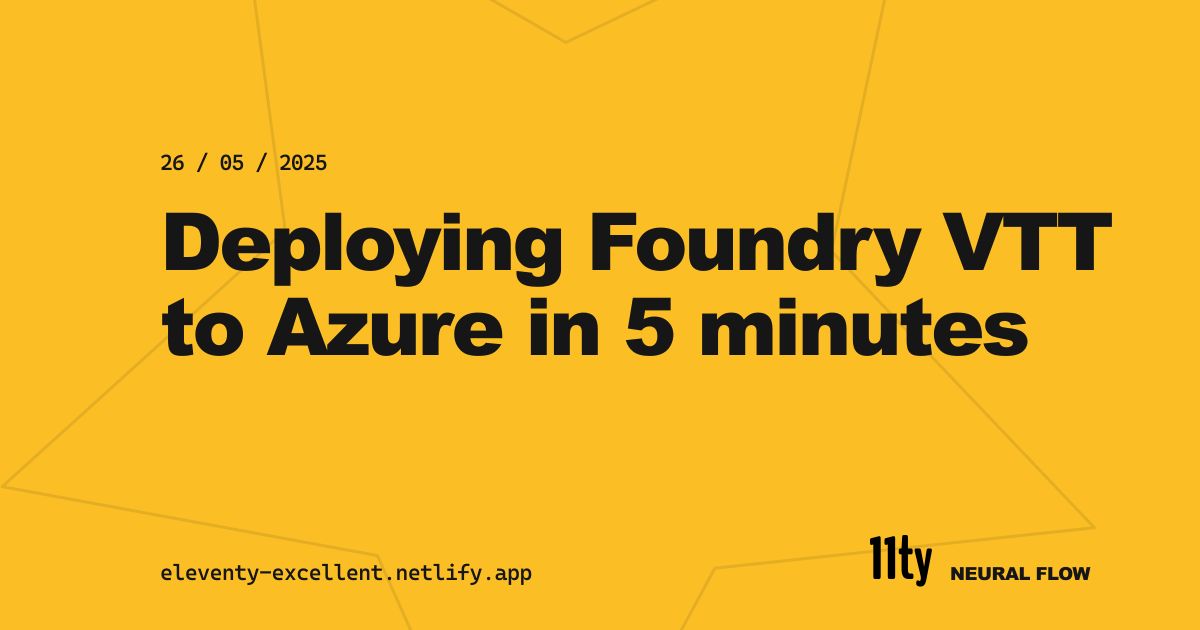 26 / 05 / 2025
Deploying Foundry VTT
to Azure in 5 minutes
eleventy-excellent.netlify.app
11ty NEURAL FLOW